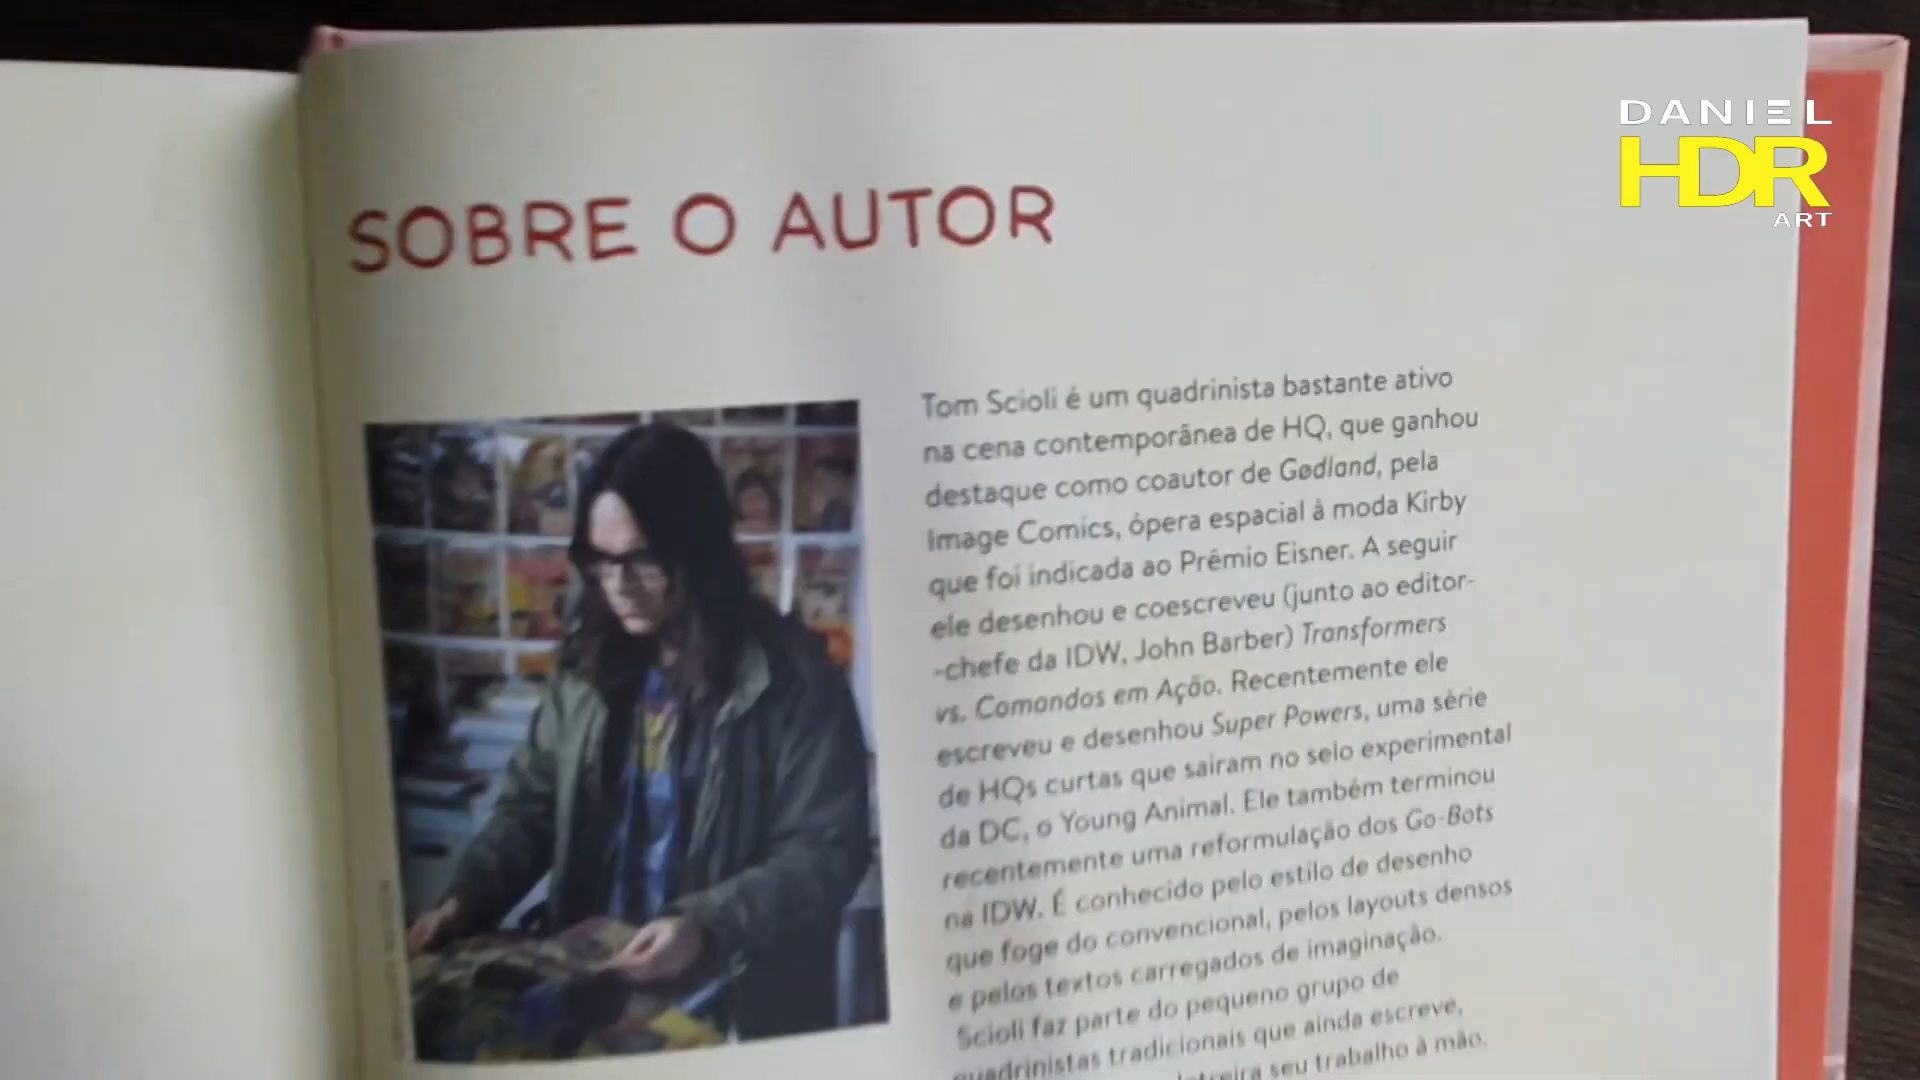 DANIEL
HDR
ART
SOBRE O AUTOR
Tom Scioli é um quadrinista bastante ativo
na cena contemporânea de HQ, que ganhou
destaque como coautor de Gødland, pela
Image Comics, ópera espacial à moda Kirby
que foi indicada ao Prêmio Eisner. A seguir
ele desenhou e coescreveu (junto ao editor-
-chefe da IDW, John Barber) Transformers
vs. Comandos em Ação. Recentemente ele
escreveu e desenhou Super Powers, uma série
de HQs curtas que saíram no selo experimental
da DC, o Young Animal. Ele também terminou
recentemente uma reformulação dos Go-Bots
na IDW. É conhecido pelo estilo de desenho
que foge do convencional, pelos layouts densos
e pelos textos carregados de imaginação.
Scioli faz parte do pequeno grupo de
quadrinistas tradicionais que ainda escreve,
letreira seu trabalho à mão.